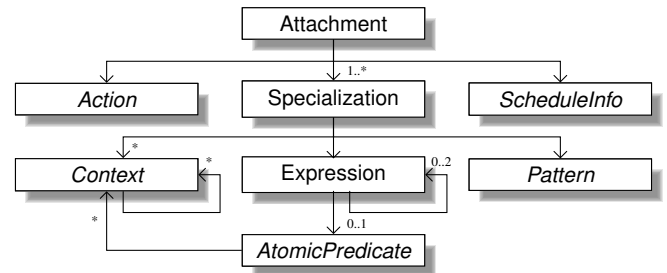 Attachment
1..*
Action
Specialization
ScheduleInfo
*
*
0..2
Context
Expression
Pattern
*
0..1
AtomicPredicate